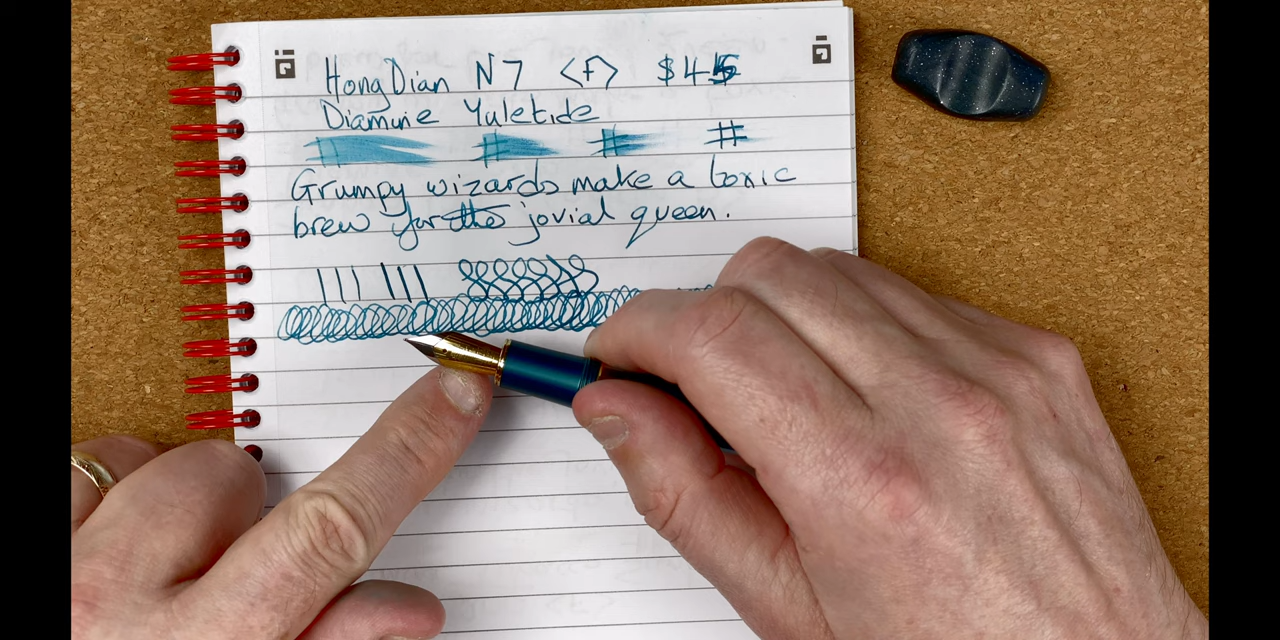 HongDian N7 <F> $45
Diamine Yuletide
# # # #
Grumpy wizards make a toxic
brew for the jovial queen.